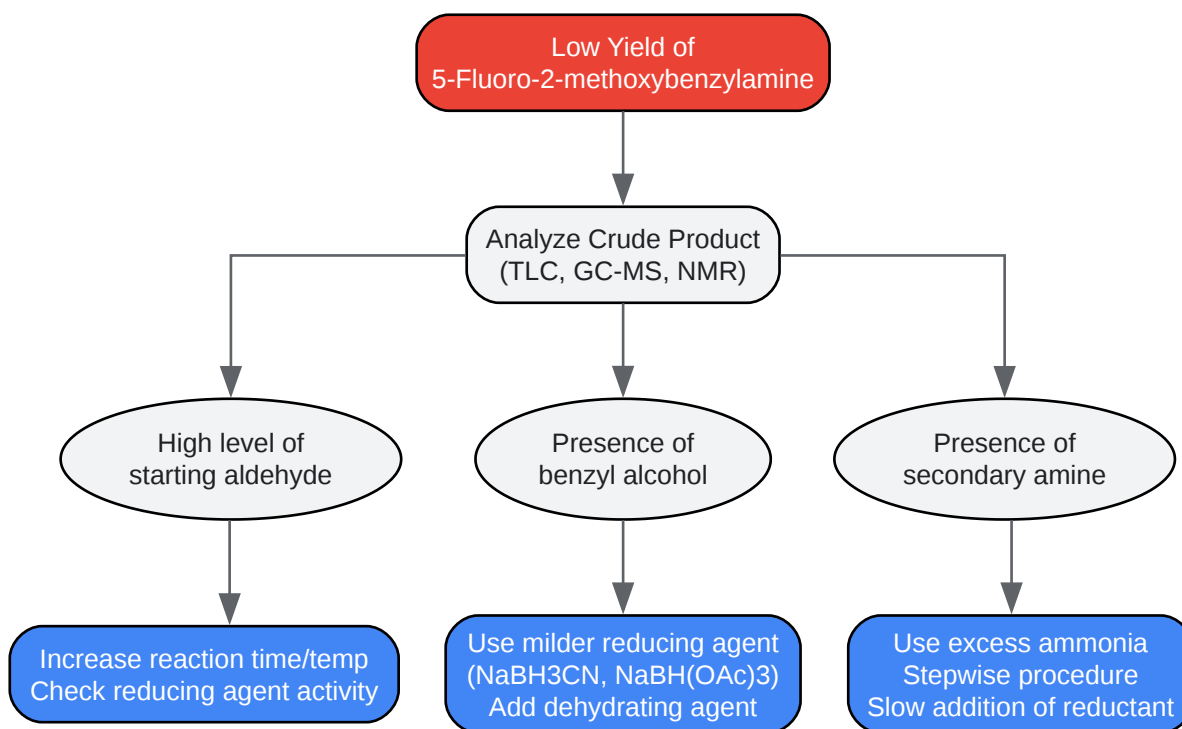 Low Yield of
5-Fluoro-2-methoxybenzylamine
Analyze Crude Product
(TLC, GC-MS, NMR)
High level of
starting aldehyde
Presence of
benzyl alcohol
Presence of
secondary amine
Increase reaction time/temp
Check reducing agent activity
Use milder reducing agent
(NaBH3CN, NaBH(OAc)3)
Add dehydrating agent
Use excess ammonia
Stepwise procedure
Slow addition of reductant